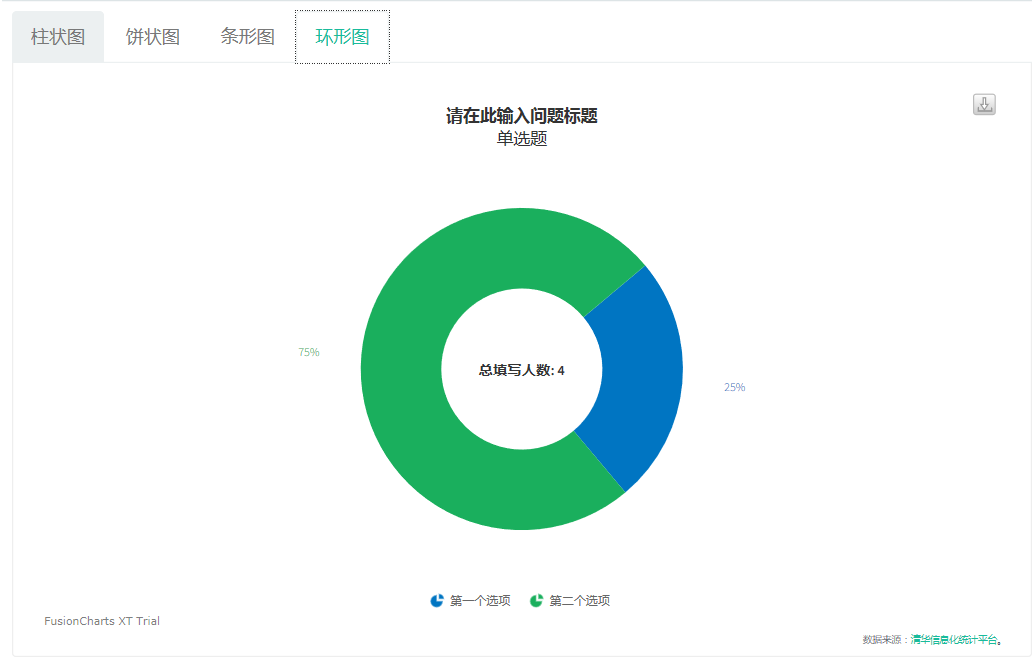 柱状图 饼状图 条形图 环形图
请在此输入问题标题
单选题
75%
总填写人数: 4
25%
第一个选项 第二个选项
FusionCharts XT Trial
数据来源：清华信息化统计平台。